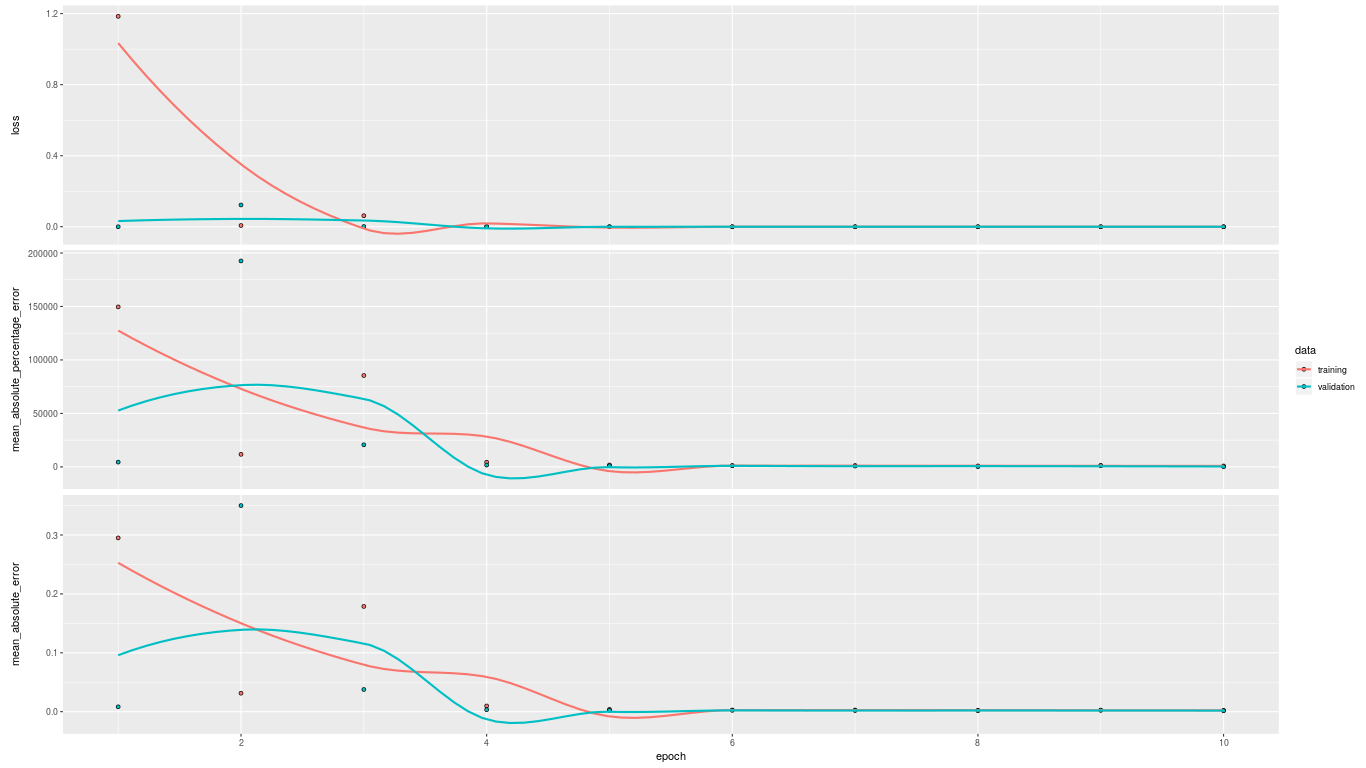 1.2
0.8
0.4
0.0
loss
200000
150000
100000
50000
0
mean_absolute_percentage_error
0.3
0.2
0.1
0.0
mean_absolute_error
2
4
6
8
10
epoch
data
training
validation